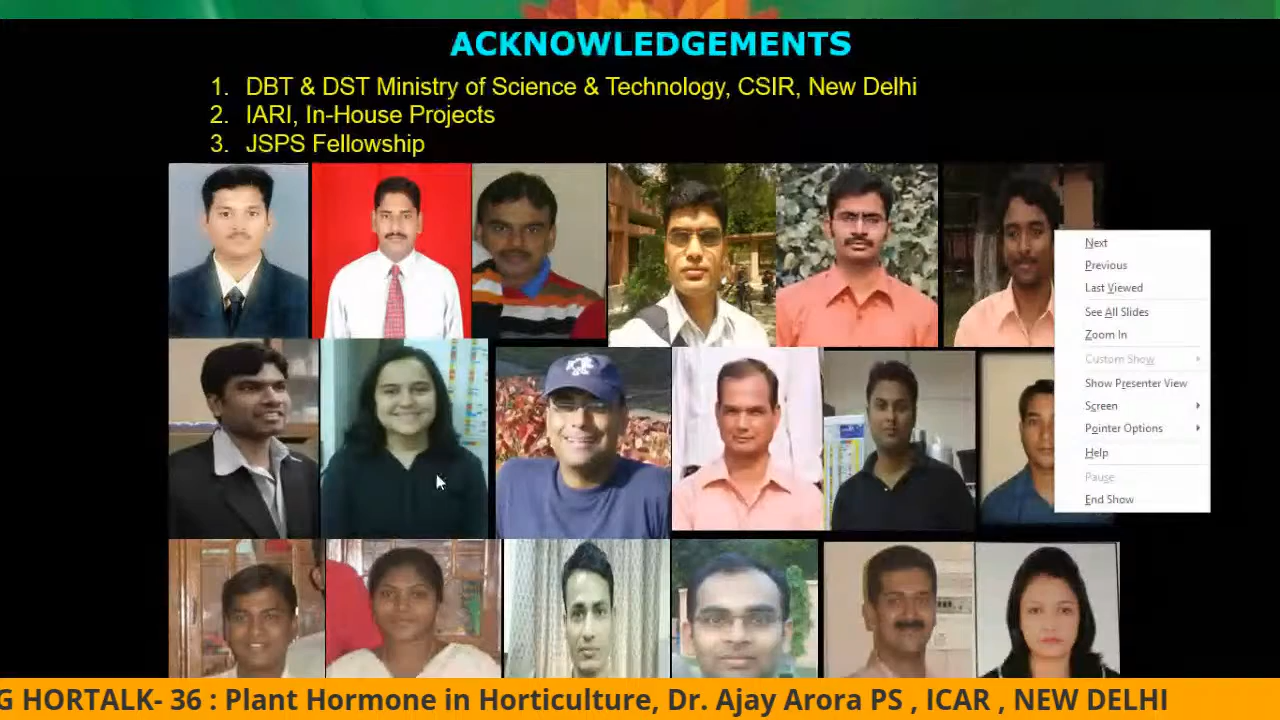 ACKNOWLEDGEMENTS
1. DBT & DST Ministry of Science & Technology, CSIR, New Delhi
2. IARI, In-House Projects
3. JSPS Fellowship
Next
Previous
Last Viewed
See All Slides
Zoom In
Custom Show
Show Presenter View
Screen
Pointer Options
Help
Pause
End Show
G HORTALK- 36 : Plant Hormone in Horticulture, Dr. Ajay Arora PS , ICAR , NEW DELHI